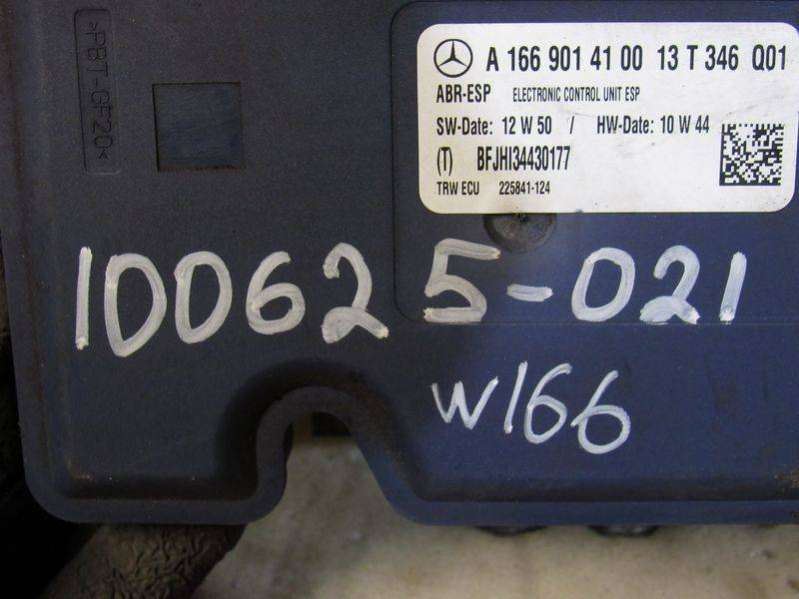 >PBT-GF20<
A 166 901 41 00 13 T 346 Q01
ABR-ESP ELECTRONIC CONTROL UNIT ESP
SW-Date: 12 W 50 / HW-Date: 10 W 44
(T) BFJHI34430177
TRW ECU 225841-124
100625-021
W166